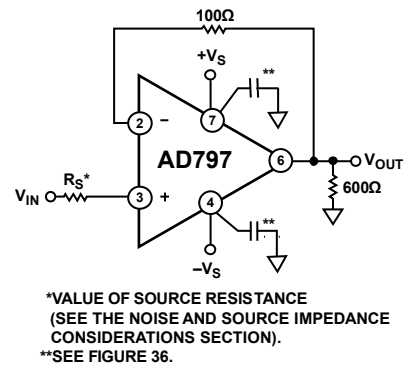 100Ω
+VS
**
2
−
7
AD797
6
VOUT
VIN
RS*
3
+
4
600Ω
**
−VS
*VALUE OF SOURCE RESISTANCE
(SEE THE NOISE AND SOURCE IMPEDANCE
CONSIDERATIONS SECTION).
**SEE FIGURE 36.